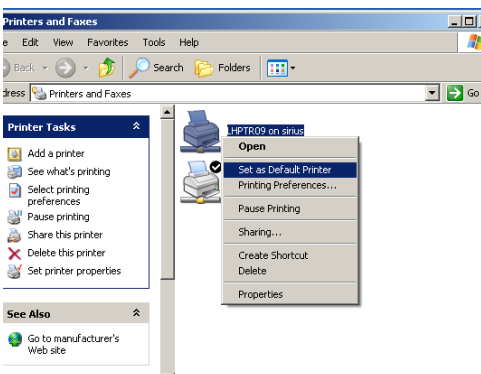 Printers and Faxes
e Edit View Favorites Tools Help
Back Search Folders
dress Printers and Faxes Go
Printer Tasks
Add a printer
See what's printing
Select printing
preferences
Pause printing
Share this printer
Delete this printer
Set printer properties
See Also
Go to manufacturer's
Web site
LHPTR09 on sirius
Open
Set as Default Printer
Printing Preferences...
Pause Printing
Sharing...
Create Shortcut
Delete
Properties